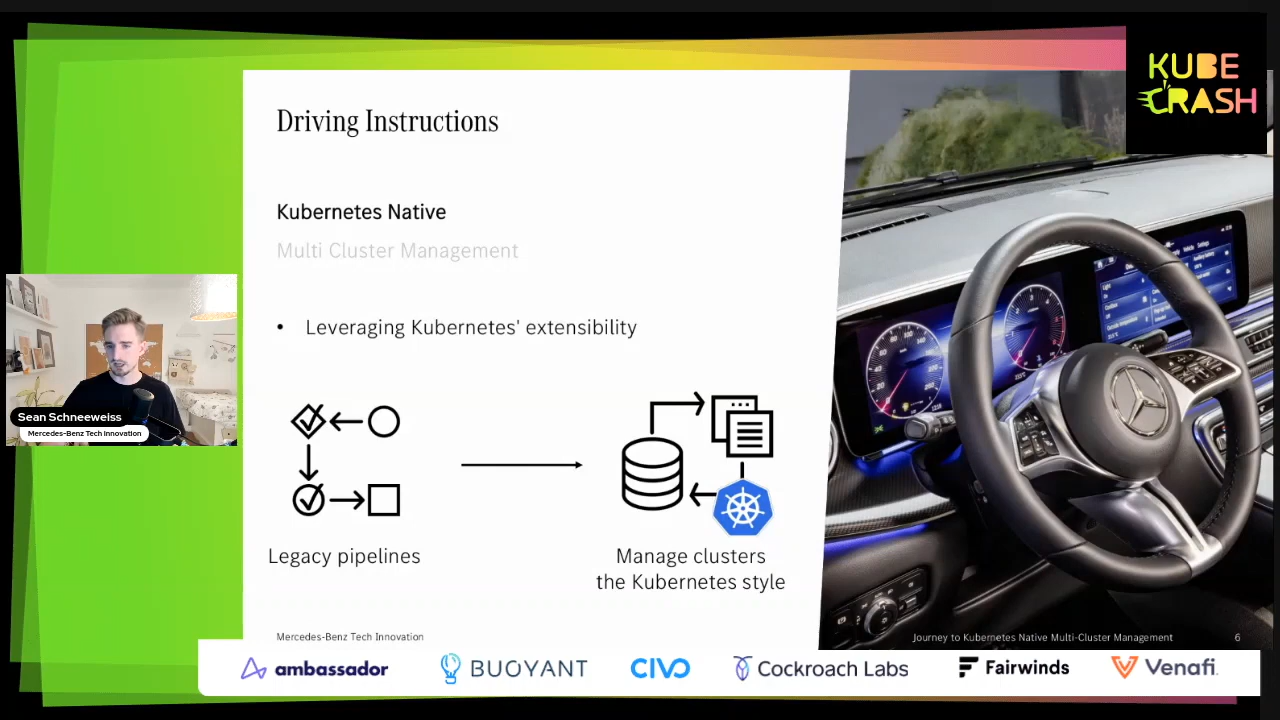 KUBE
CRASH
Driving Instructions
Kubernetes Native
Multi Cluster Management
• Leveraging Kubernetes' extensibility
Sean Schneeweiss
Mercedes-Benz Tech Innovation
Legacy pipelines
Manage clusters
the Kubernetes style
Mercedes-Benz Tech Innovation
Journey to Kubernetes Native Multi-Cluster Management
6
ambassador
BUOYANT
CIVO
Cockroach Labs
Fairwinds
Venafi.